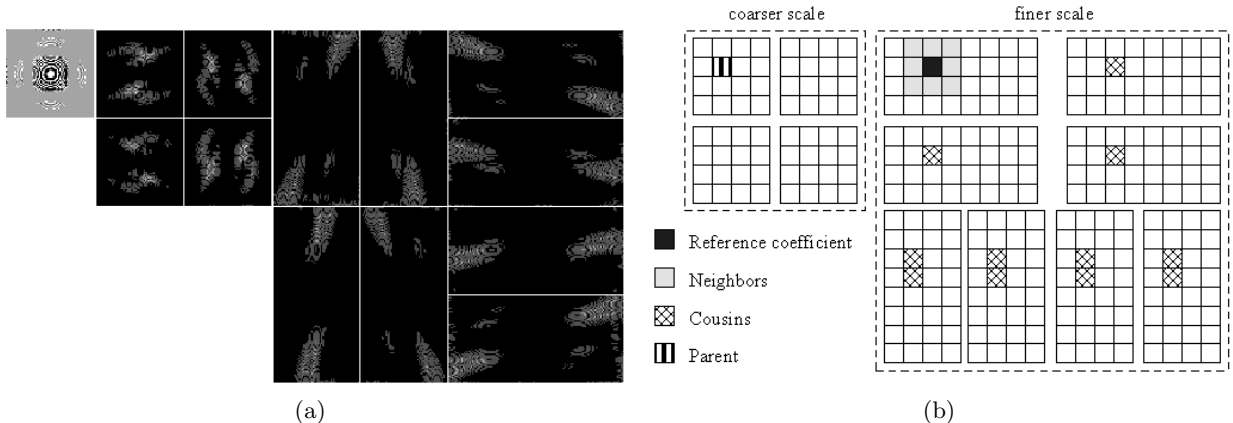 coarser scale
finer scale
Reference coefficient
Neighbors
Cousins
Parent
(a)
(b)